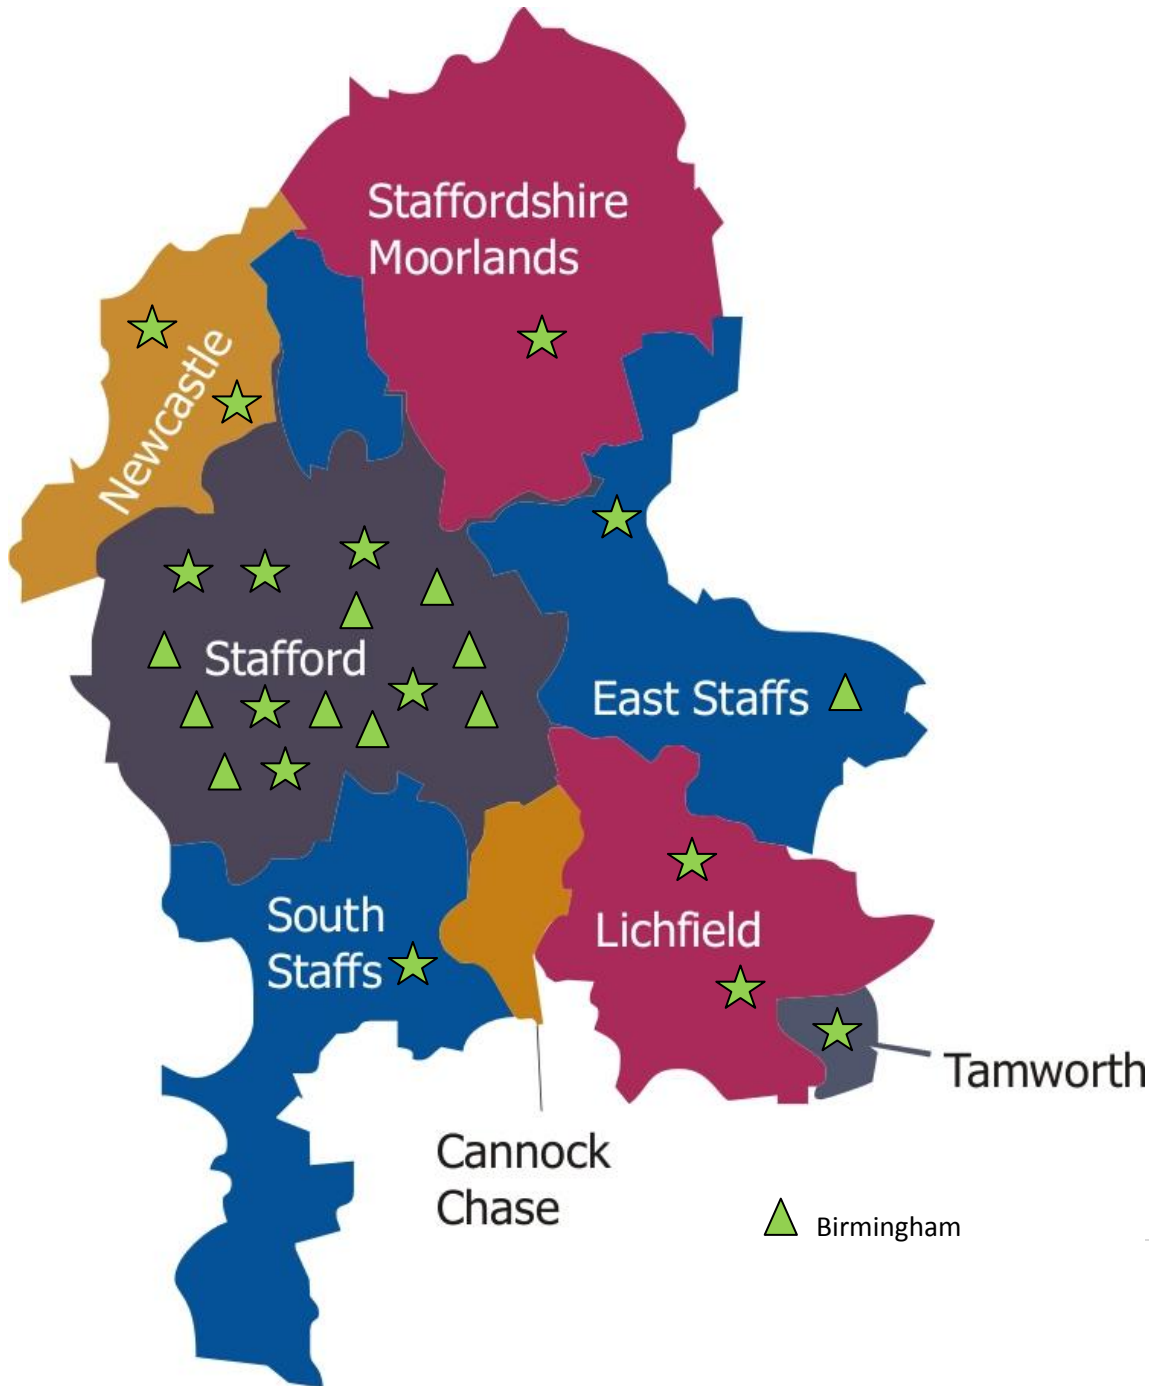 Staffordshire
Moorlands
Newcastle
Stafford
East Staffs
South
Staffs
Lichfield
Tamworth
Cannock
Chase
Birmingham